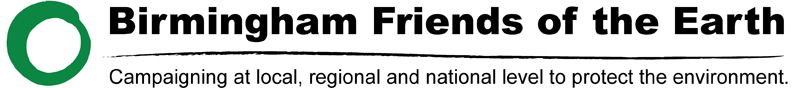 Birmingham Friends of the Earth
Campaigning at local, regional and national level to protect the environment.